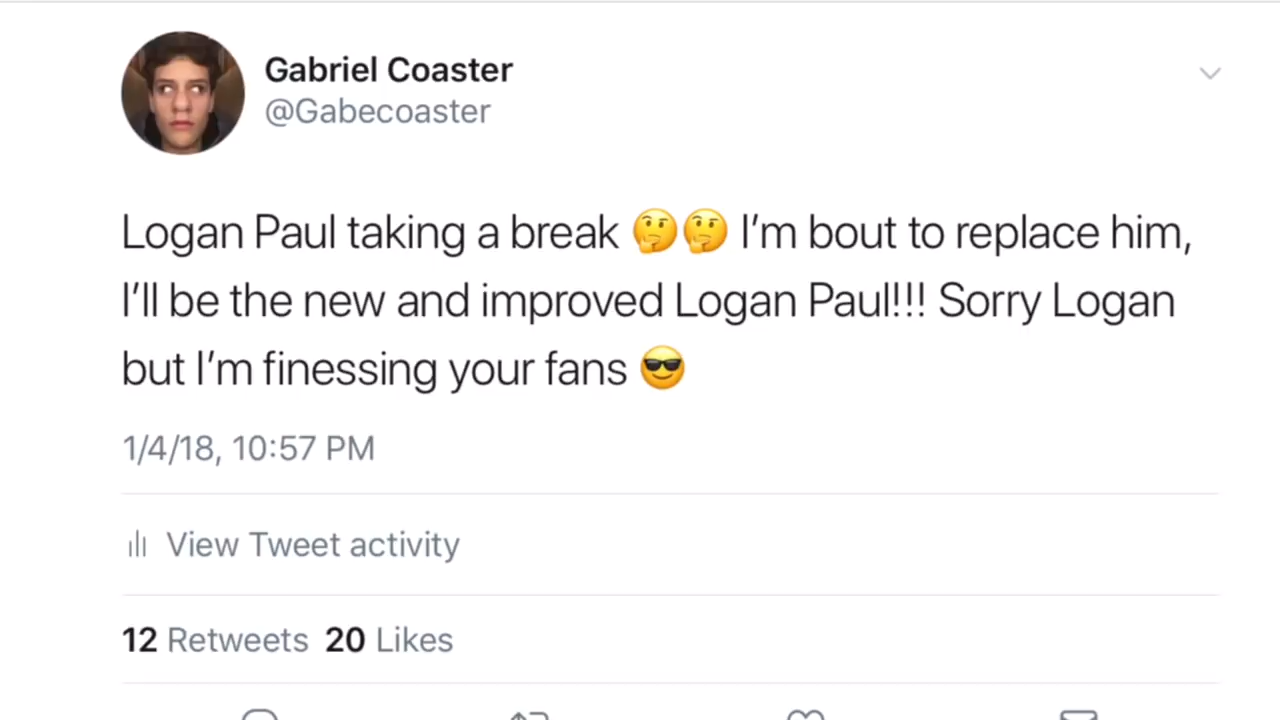 Gabriel Coaster
@Gabecoaster
Logan Paul taking a break 🤔🤔 I’m bout to replace him,
I’ll be the new and improved Logan Paul!!! Sorry Logan
but I’m finessing your fans 😎
1/4/18, 10:57 PM
View Tweet activity
12 Retweets 20 Likes